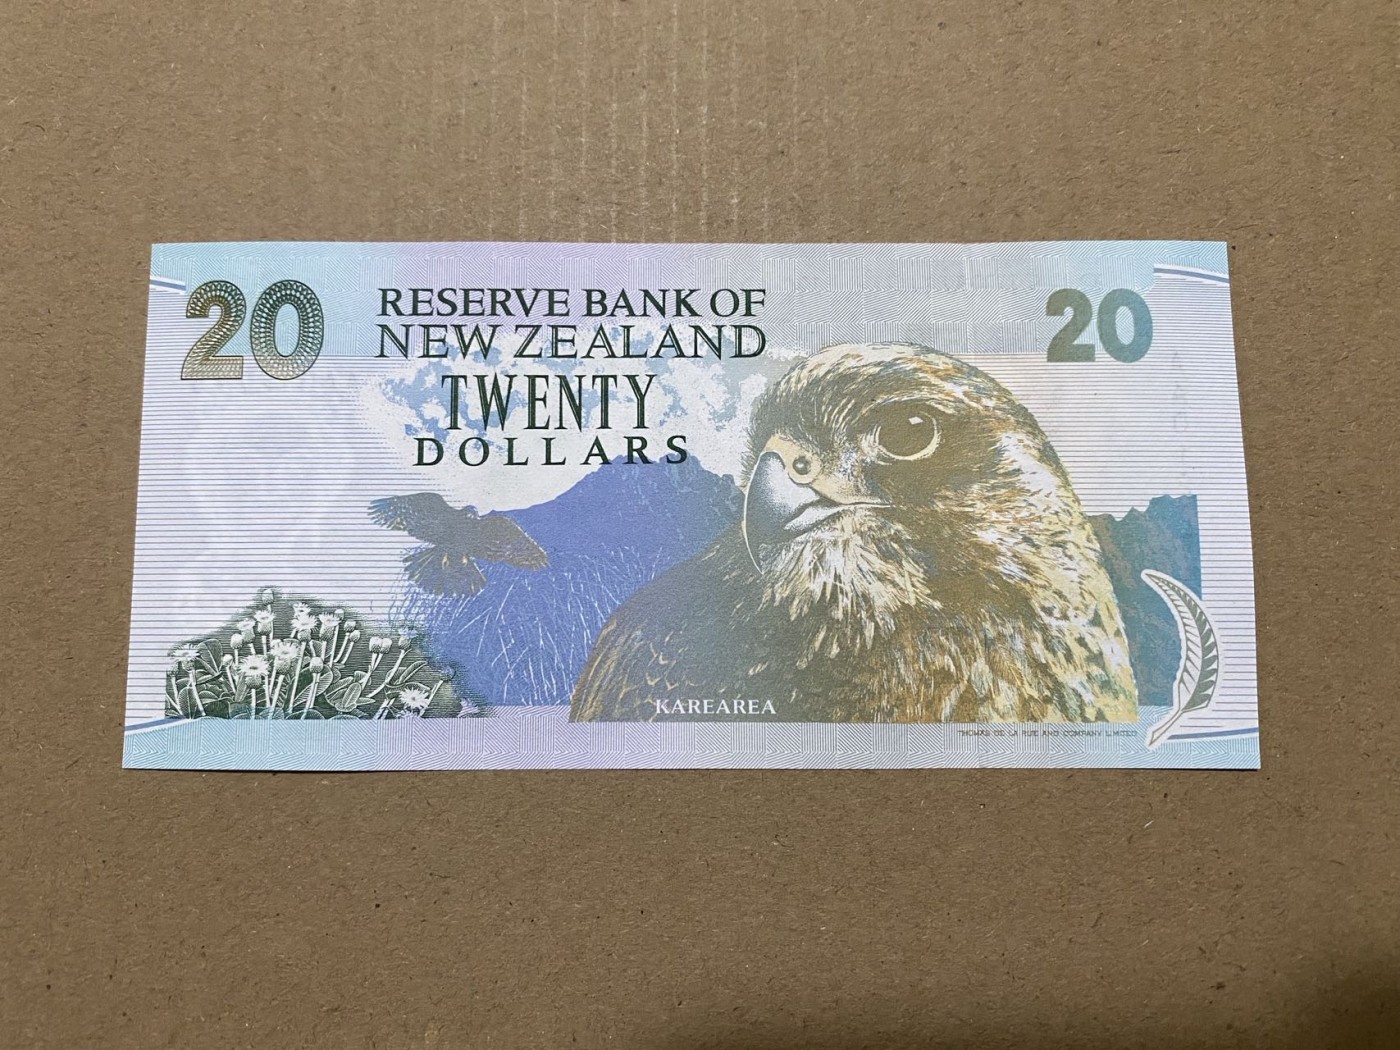 20
RESERVE BANK OF
NEW ZEALAND
TWENTY
DOLLARS
20
KAREAREA
THOMAS DE LA RUE AND COMPANY LIMITED